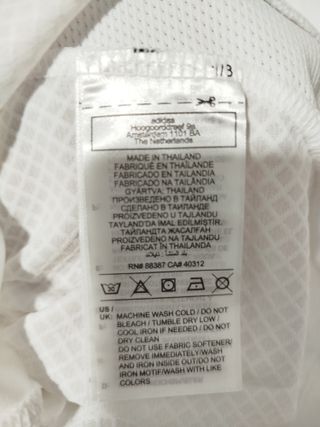 1/3
adidas
Hoogoorddreef 9a
Amsterdam 1101 BA
The Netherlands
MADE IN THAILAND
FABRIQUÉ EN THAÏLANDE
FABRICADO EN TAILANDIA
FABRICADO NA TAILÂNDIA
GYÁRTVA: THAIFÖLD
ПРОИЗВЕДЕНО В ТАЙЛАНД
СДЕЛАНО В ТАИЛАНДЕ
PROIZVEDENO U TAJLANDU
TAYLAND'DA IMAL EDİLMİŞTİR.
ТАЙЛАНДТА ЖАСАЛҒАН
PROIZVEDENO U TAJLANDU
FABRICAT ÎN THAILANDA
بلد المنشأ : تايلاند
RN# 88387 CA# 40312
US /
UK: MACHINE WASH COLD / DO NOT
BLEACH / TUMBLE DRY LOW /
COOL IRON IF NEEDED / DO NOT
DRY CLEAN
DO NOT USE FABRIC SOFTENER/
REMOVE IMMEDIATELY/WASH
AND IRON INSIDE OUT/DO NOT
IRON MOTIF/WASH WITH LIKE
COLORS